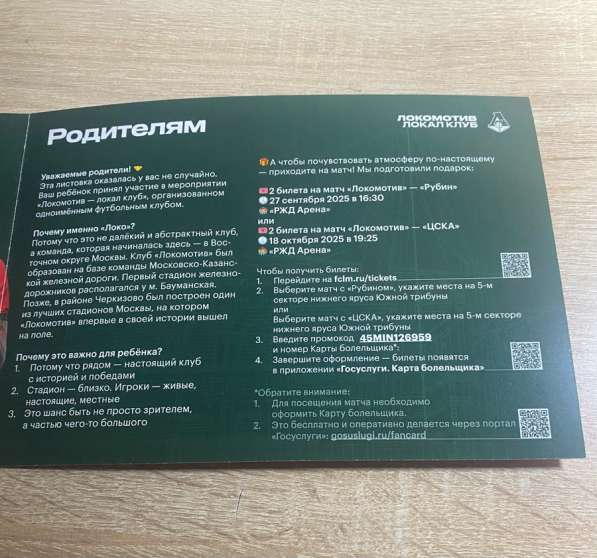 Родителям
Уважаемые родители!
Эта листовка оказалась у вас не случайно.
Ваш ребёнок принял участие в мероприятии
«Локомотив — локал клуб», организованном
одноимённым футбольным клубом.
Почему именно «Локо»?
Потому что это не далёкий и абстрактный клуб,
а команда, которая начиналась здесь — в Вос-
точном округе Москвы. Клуб «Локомотив» был
образован на базе команды Московско-Казанс-
кой железной дороги. Первый стадион железно-
дорожников располагался у м. Бауманская.
Позже, в районе Черкизово был построен один
из лучших стадионов Москвы, на котором
«Локомотив» впервые в своей истории вышел
на поле.
Почему это важно для ребёнка?
1. Потому что рядом — настоящий клуб
с историей и победами
2. Стадион — близко. Игроки — живые,
настоящие, местные
3. Это шанс быть не просто зрителем,
а частью чего-то большого
ЛОКОМОТИВ
ЛОКАЛ КЛУБ
А чтобы почувствовать атмосферу по-настоящему
— приходите на матч! Мы подготовили подарок:
2 билета на матч «Локомотив» — «Рубин»
27 сентября 2025 в 16:30
«РЖД Арена»
или
2 билета на матч «Локомотив» — «ЦСКА»
18 октября 2025 в 19:25
«РЖД Арена»
Чтобы получить билеты:
1. Перейдите на fclm.ru/tickets
2. Выберите матч с «Рубином», укажите места на 5-м
секторе нижнего яруса Южной трибуны
или
Выберите матч с «ЦСКА», укажите места на 5-м секторе
нижнего яруса Южной трибуны
3. Введите промокод 45MIN126959
и номер Карты болельщика*:
4. Завершите оформление — билеты появятся
в приложении «Госуслуги. Карта болельщика»
*Обратите внимание:
1. Для посещения матча необходимо
оформить Карту болельщика.
2. Это бесплатно и оперативно делается через портал
«Госуслуги»: gosuslugi.ru/fancard